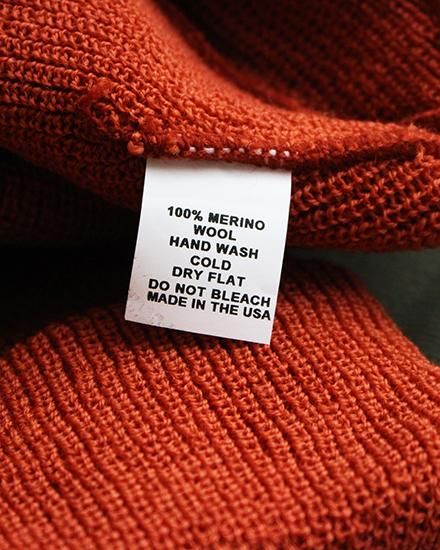 100% MERINO
WOOL
HAND WASH
COLD
DRY FLAT
DO NOT BLEACH
MADE IN THE USA